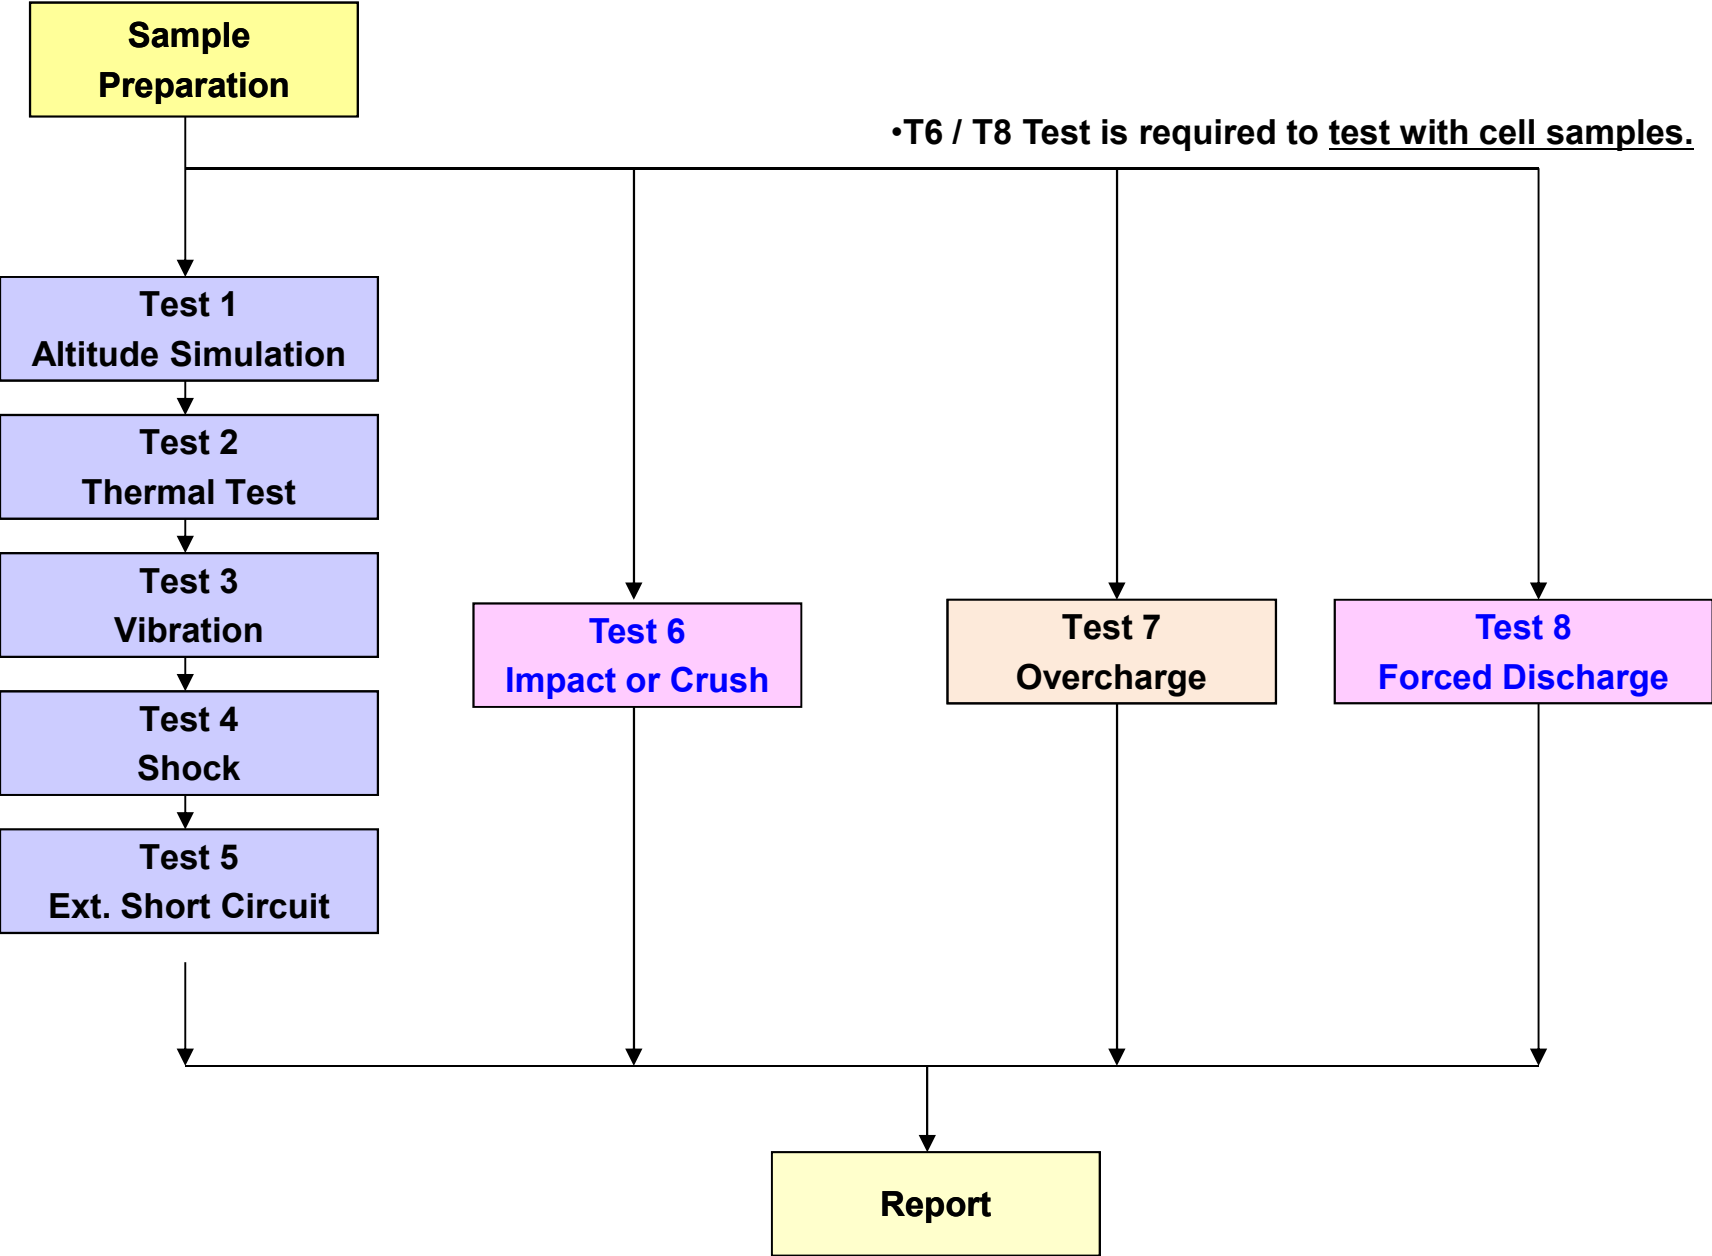 Sample
Preparation
•T6 / T8 Test is required to test with cell samples.
Test 1
Altitude Simulation
Test 2
Thermal Test
Test 3
Vibration
Test 4
Shock
Test 5
Ext. Short Circuit
Test 6
Impact or Crush
Test 7
Overcharge
Test 8
Forced Discharge
Report